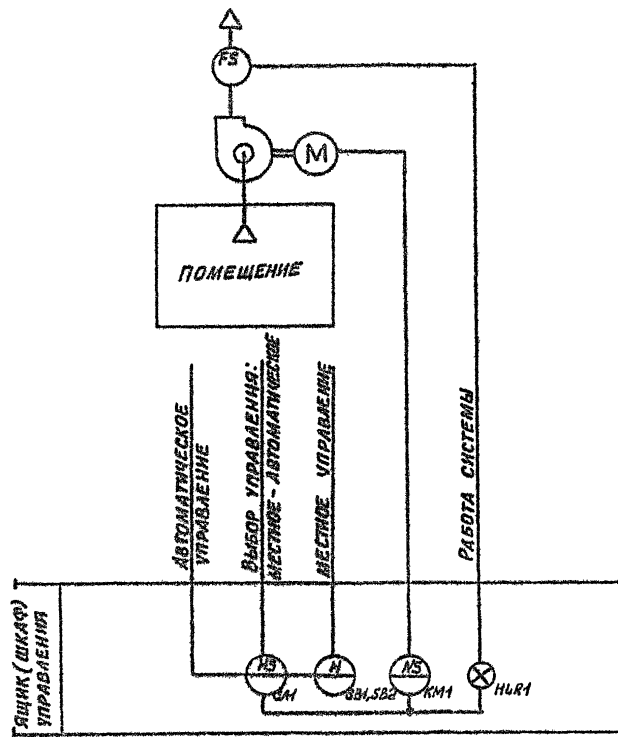 FS
M
ПОМЕЩЕНИЕ
АВТОМАТИЧЕСКОЕ
УПРАВЛЕНИЕ
ВЫБОР УПРАВЛЕНИЯ:
МЕСТНОЕ-АВТОМАТИЧЕСКОЕ
МЕСТНОЕ УПРАВЛЕНИЕ
РАБОТА СИСТЕМЫ
ЯЩИК (ШКАФ)
УПРАВЛЕНИЯ
HS
SA1
H
SB1,SB2
NS
KM1
HLR1